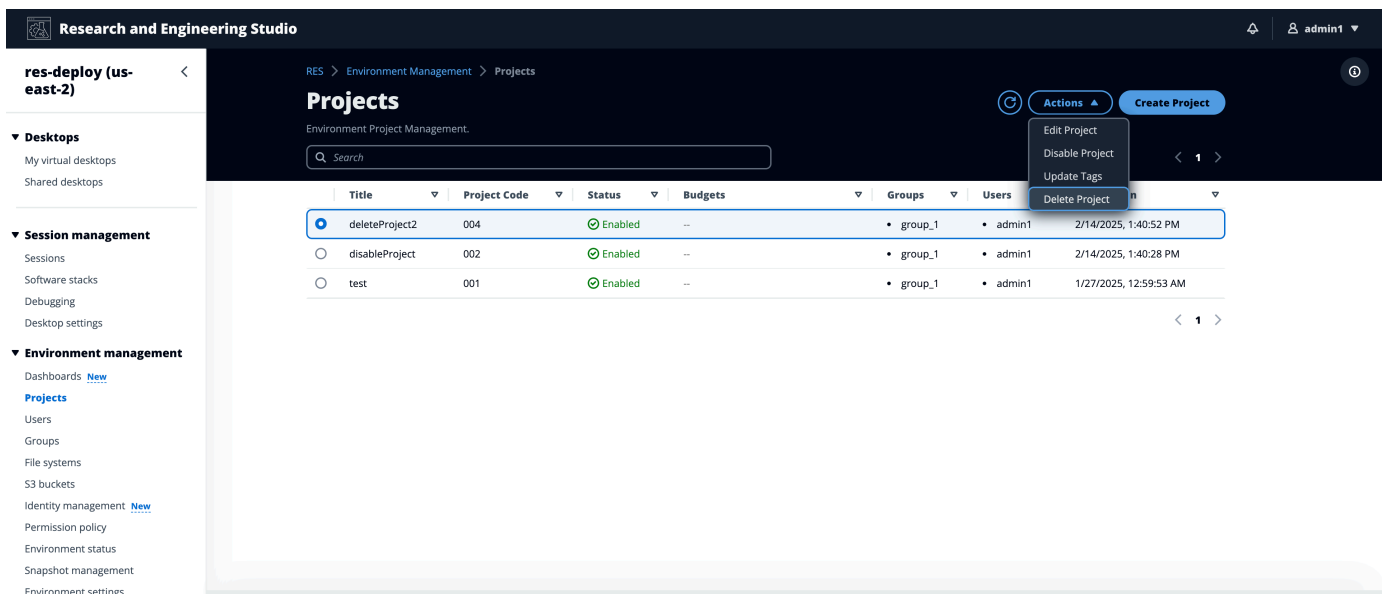 Research and Engineering Studio
admin1
res-deploy (us-
east-2)
Desktops
My virtual desktops
Shared desktops
Session management
Sessions
Software stacks
Debugging
Desktop settings
Environment management
Dashboards New
Projects
Users
Groups
File systems
S3 buckets
Identity management New
Permission policy
Environment status
Snapshot management
Environment settings
RES > Environment Management > Projects
Projects
Environment Project Management.
Actions
Create Project
Edit Project
Disable Project
Update Tags
Delete Project
Search
< 1 >
Title Project Code Status Budgets Groups Users
deleteProject2 004 Enabled -- • group_1 • admin1 2/14/2025, 1:40:52 PM
disableProject 002 Enabled -- • group_1 • admin1 2/14/2025, 1:40:28 PM
test 001 Enabled -- • group_1 • admin1 1/27/2025, 12:59:53 AM
< 1 >